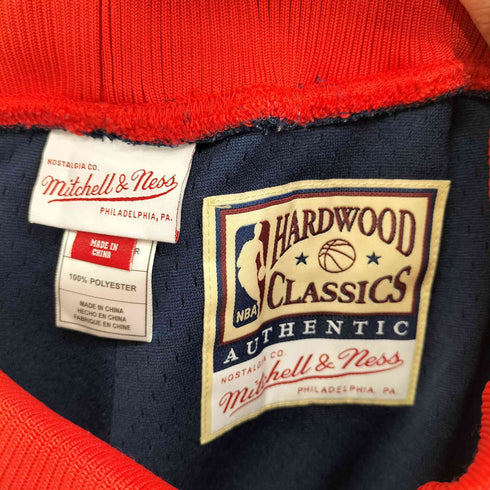 NOSTALGIA CO.
Mitchell & Ness
PHILADELPHIA, PA.
MADE IN
CHINA
R
100% POLYESTER
MADE IN CHINA
HECHO EN CHINA
FABRIQUE EN CHINE
HARDWOOD
CLASSICS
NBA
AUTHENTIC
NOSTALGIA CO.
Mitchell & Ness
PHILADELPHIA, PA.